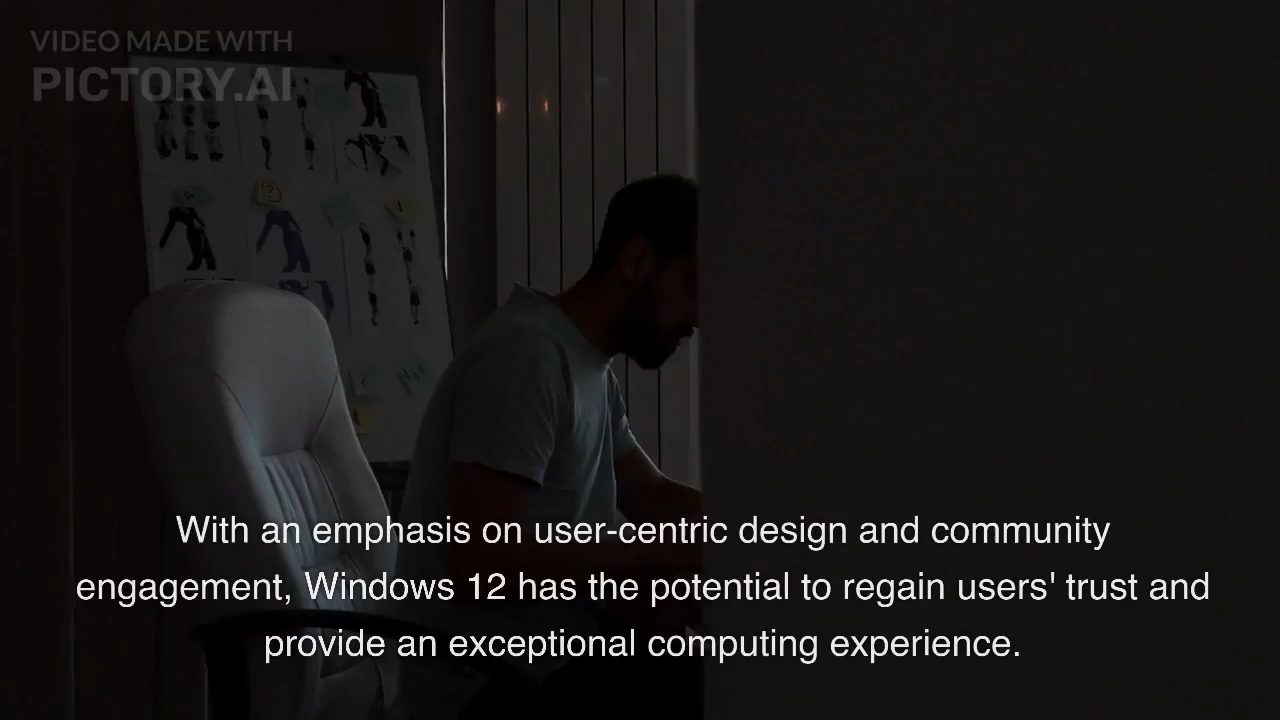 VIDEO MADE WITH
PICTORY.AI
With an emphasis on user-centric design and community
engagement, Windows 12 has the potential to regain users' trust and
provide an exceptional computing experience.